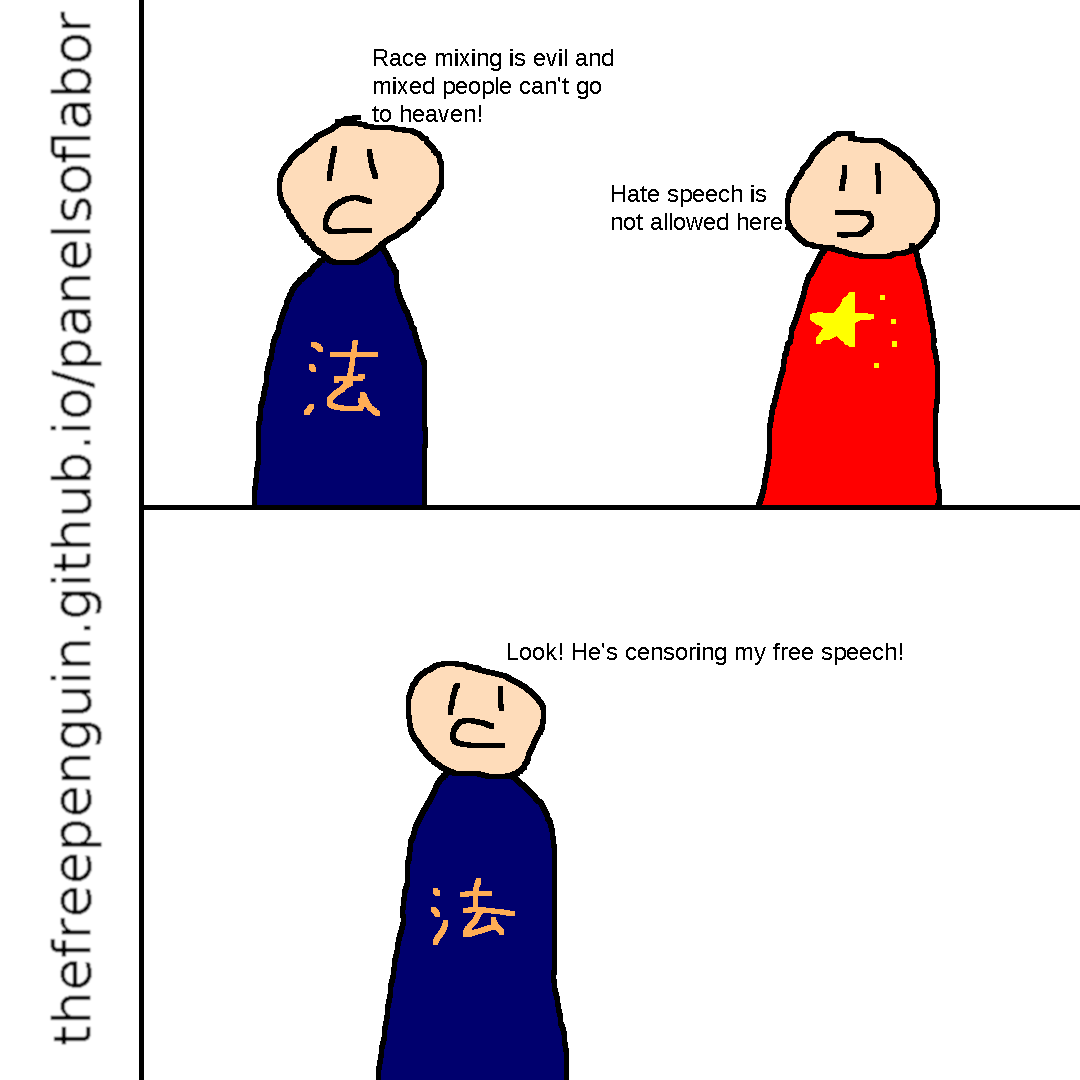 thefreepenguin.github.io/panelsoflabor
Race mixing is evil and
mixed people can't go
to heaven!
Hate speech is
not allowed here.
法
Look! He's censoring my free speech!
法